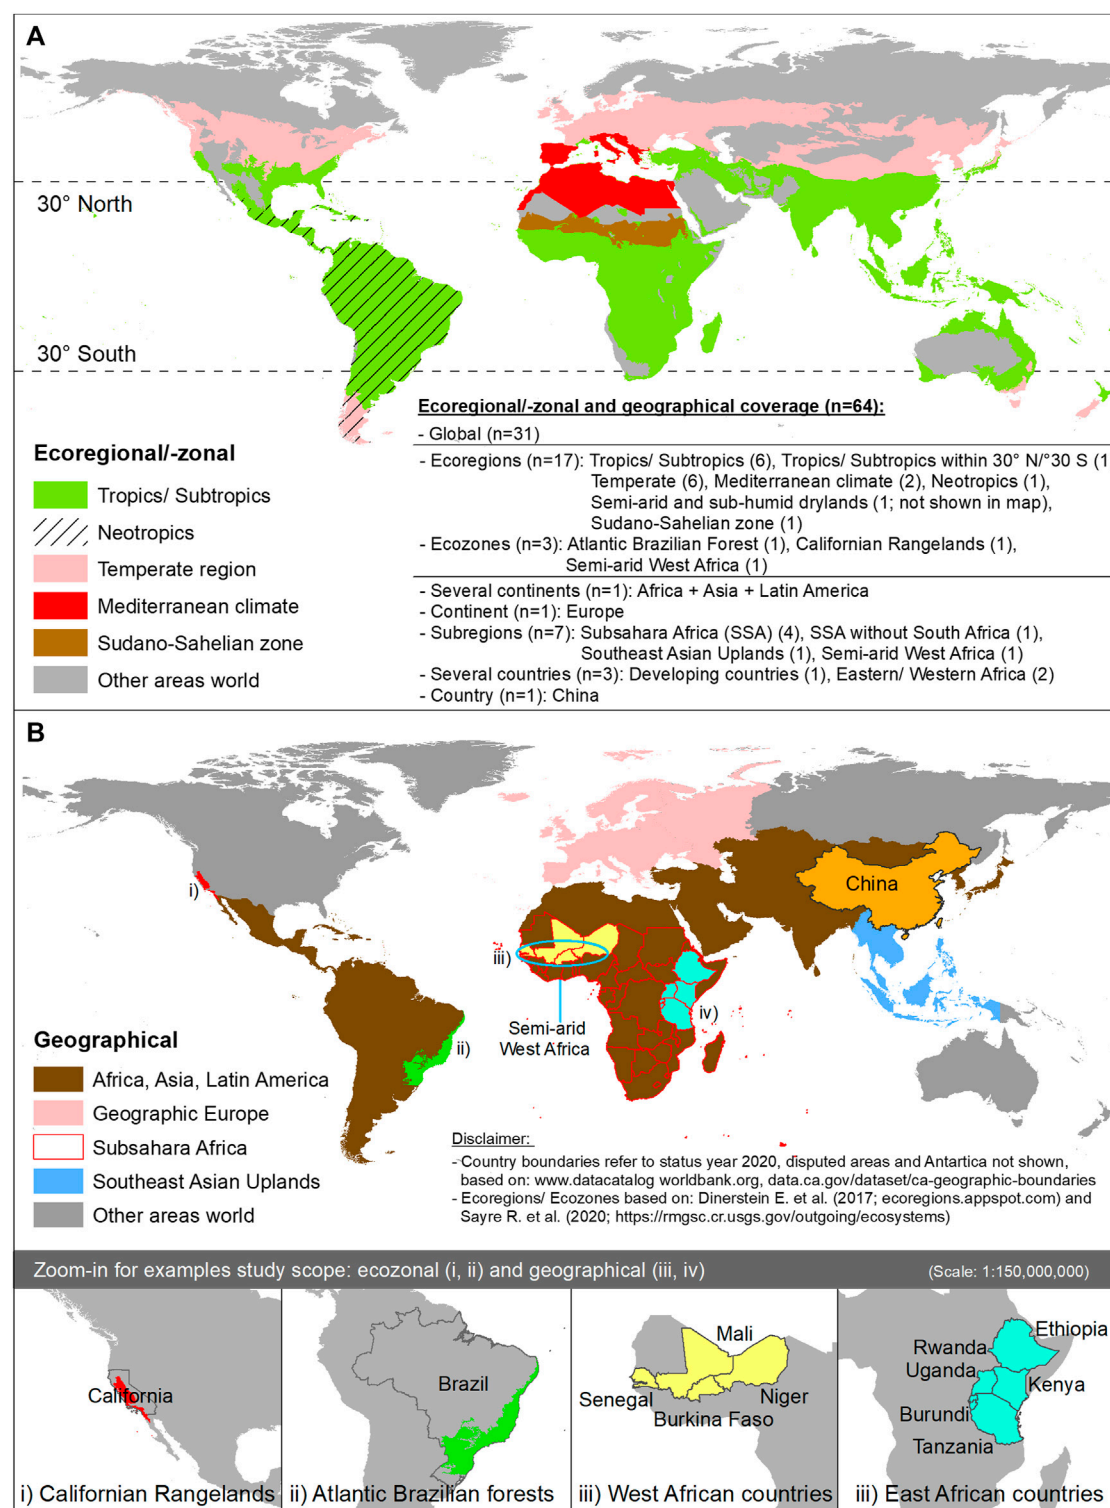 A
30° North
30° South
Ecoregional/-zonal
Tropics/ Subtropics
Neotropics
Temperate region
Mediterranean climate
Sudano-Sahelian zone
Other areas world
Ecoregional/-zonal and geographical coverage (n=64):
- Global (n=31)
- Ecoregions (n=17): Tropics/ Subtropics (6), Tropics/ Subtropics within 30° N/°30 S (1
Temperate (6), Mediterranean climate (2), Neotropics (1),
Semi-arid and sub-humid drylands (1; not shown in map),
Sudano-Sahelian zone (1)
- Ecozones (n=3): Atlantic Brazilian Forest (1), Californian Rangelands (1),
Semi-arid West Africa (1)
- Several continents (n=1): Africa + Asia + Latin America
- Continent (n=1): Europe
- Subregions (n=7): Subsahara Africa (SSA) (4), SSA without South Africa (1),
Southeast Asian Uplands (1), Semi-arid West Africa (1)
- Several countries (n=3): Developing countries (1), Eastern/ Western Africa (2)
- Country (n=1): China
B
i)
China
iii)
iv)
Semi-arid
West Africa
ii)
Geographical
Africa, Asia, Latin America
Geographic Europe
Subsahara Africa
Southeast Asian Uplands
Other areas world
Disclaimer:
- Country boundaries refer to status year 2020, disputed areas and Antartica not shown,
based on: www.datacatalog worldbank.org, data.ca.gov/dataset/ca-geographic-boundaries
- Ecoregions/ Ecozones based on: Dinerstein E. et al. (2017; ecoregions.appspot.com) and
Sayre R. et al. (2020; https://rmgsc.cr.usgs.gov/outgoing/ecosystems)
Zoom-in for examples study scope: ecozonal (i, ii) and geographical (iii, iv)
(Scale: 1:150,000,000)
California
i) Californian Rangelands
Brazil
ii) Atlantic Brazilian forests
Mali
Senegal
Niger
Burkina Faso
iii) West African countries
Ethiopia
Rwanda
Uganda
Kenya
Burundi
Tanzania
iii) East African countries